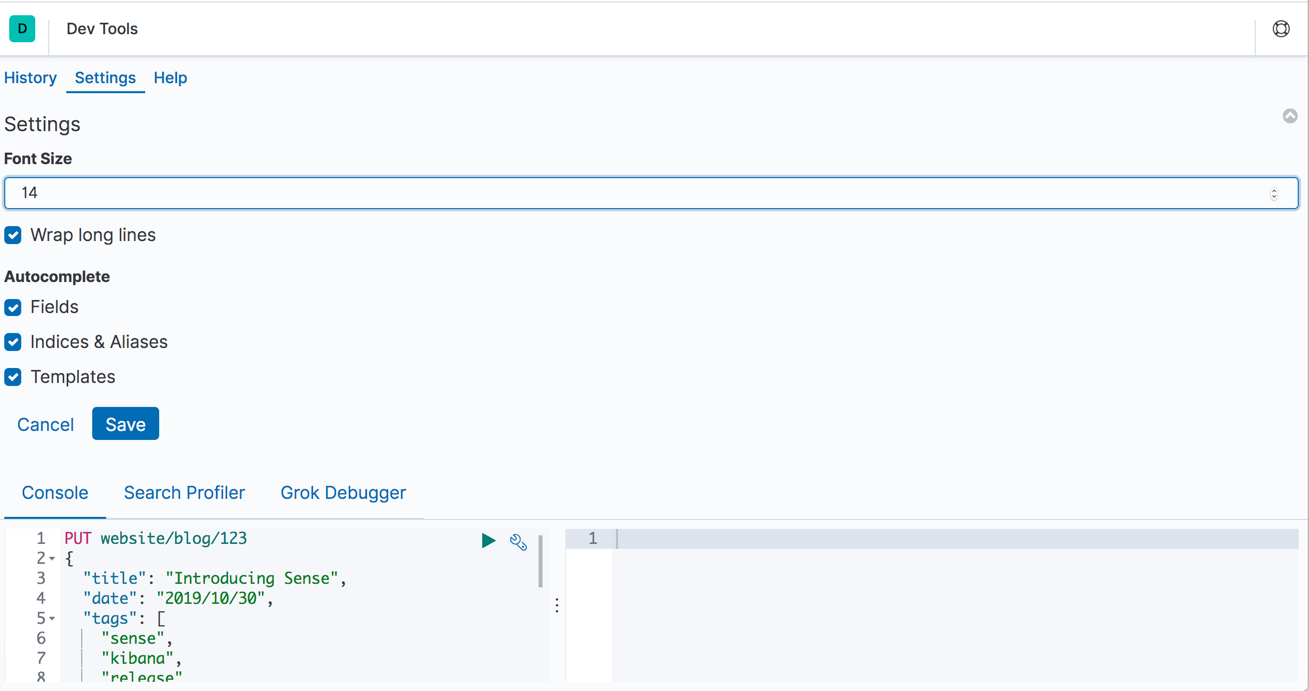 D Dev Tools
History Settings Help
Settings
Font Size
14
Wrap long lines
Autocomplete
Fields
Indices & Aliases
Templates
Cancel Save
Console Search Profiler Grok Debugger
1 PUT website/blog/123
2 {
3 "title": "Introducing Sense",
4 "date": "2019/10/30",
5 "tags": [
6 "sense",
7 "kibana",
8 "release"
1